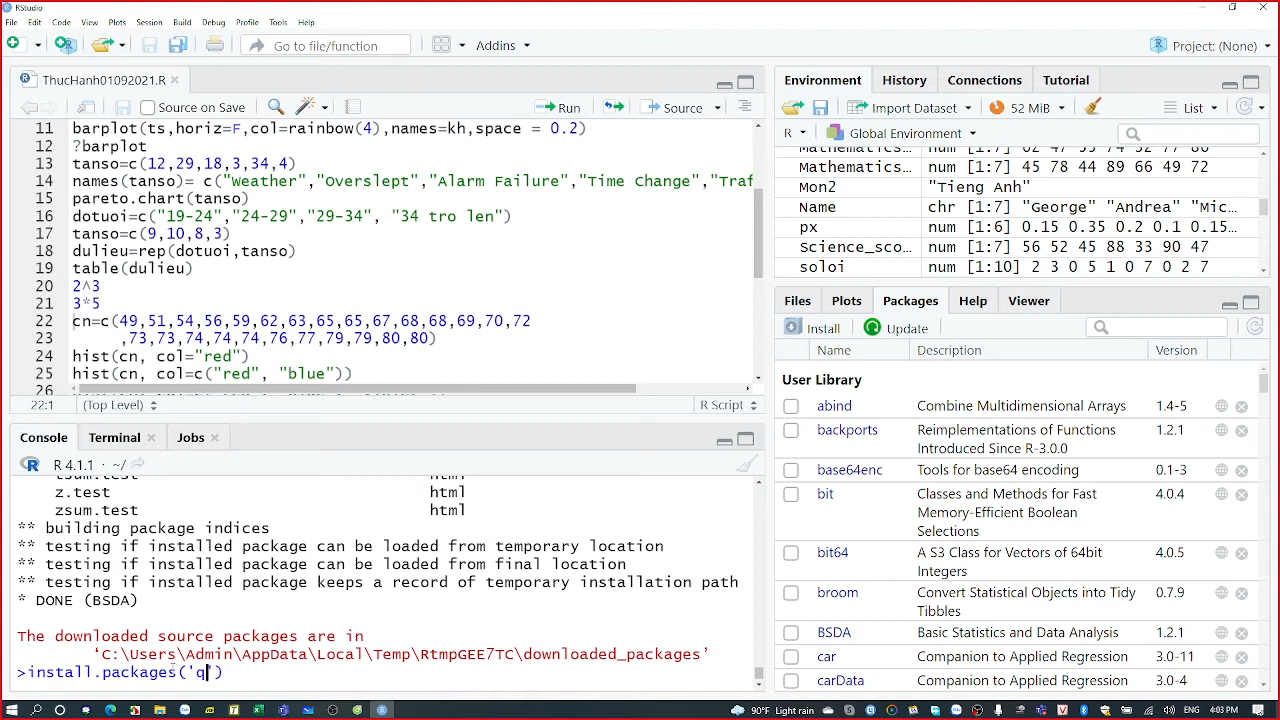 RStudio
File Edit Code View Plots Session Build Debug Profile Tools Help
Go to file/function Addins Project: (None)
ThucHanh01092021.R
Source on Save Run Source
11 barplot(ts,horiz=F,col=rainbow(4),names=kh,space = 0.2)
12 ?barplot
13 tanso=c(12,29,18,3,34,4)
14 names(tanso)= c("Weather","Overslept","Alarm Failure","Time Change","Traf
15 pareto.chart(tanso)
16 dotuoi=c("19-24","24-29","29-34", "34 tro len")
17 tanso=c(9,10,8,3)
18 dulieu=rep(dotuoi,tanso)
19 table(dulieu)
20 2^3
21 3*5
22 cn=c(49,51,54,56,59,62,63,65,65,67,68,68,69,70,72
23 ,73,73,74,74,74,76,77,79,79,80,80)
24 hist(cn, col="red")
25 hist(cn, col=c("red", "blue"))
26
22:1 (Top Level) R Script
Console Terminal Jobs
R 4.1.1 · ~/
tsum.test html
z.test html
zsum.test html
** building package indices
** testing if installed package can be loaded from temporary location
** testing if installed package can be loaded from final location
** testing if installed package keeps a record of temporary installation path
* DONE (BSDA)
The downloaded source packages are in
‘C:\Users\Admin\AppData\Local\Temp\RtmpGEE7TC\downloaded_packages’
>install.packages('q')
Environment History Connections Tutorial
Import Dataset 52 MiB List
R Global Environment
Mathematics... num [1:7] 62 47 55 74 32 77 86
Mathematics... num [1:7] 45 78 44 89 66 49 72
Mon2 "Tieng Anh"
Name chr [1:7] "George" "Andrea" "Mic...
px num [1:6] 0.15 0.35 0.2 0.1 0.15...
Science_sco... num [1:7] 56 52 45 88 33 90 47
soloi num [1:10] 2 3 0 5 1 0 7 0 2 7
Files Plots Packages Help Viewer
Install Update
Name Description Version
User Library
abind Combine Multidimensional Arrays 1.4-5
backports Reimplementations of Functions 1.2.1
Introduced Since R-3.0.0
base64enc Tools for base64 encoding 0.1-3
bit Classes and Methods for Fast 4.0.4
Memory-Efficient Boolean
Selections
bit64 A S3 Class for Vectors of 64bit 4.0.5
Integers
broom Convert Statistical Objects into Tidy 0.7.9
Tibbles
BSDA Basic Statistics and Data Analysis 1.2.1
car Companion to Applied Regression 3.0-11
carData Companion to Applied Regression 3.0-4
90°F Light rain ENG 4:03 PM